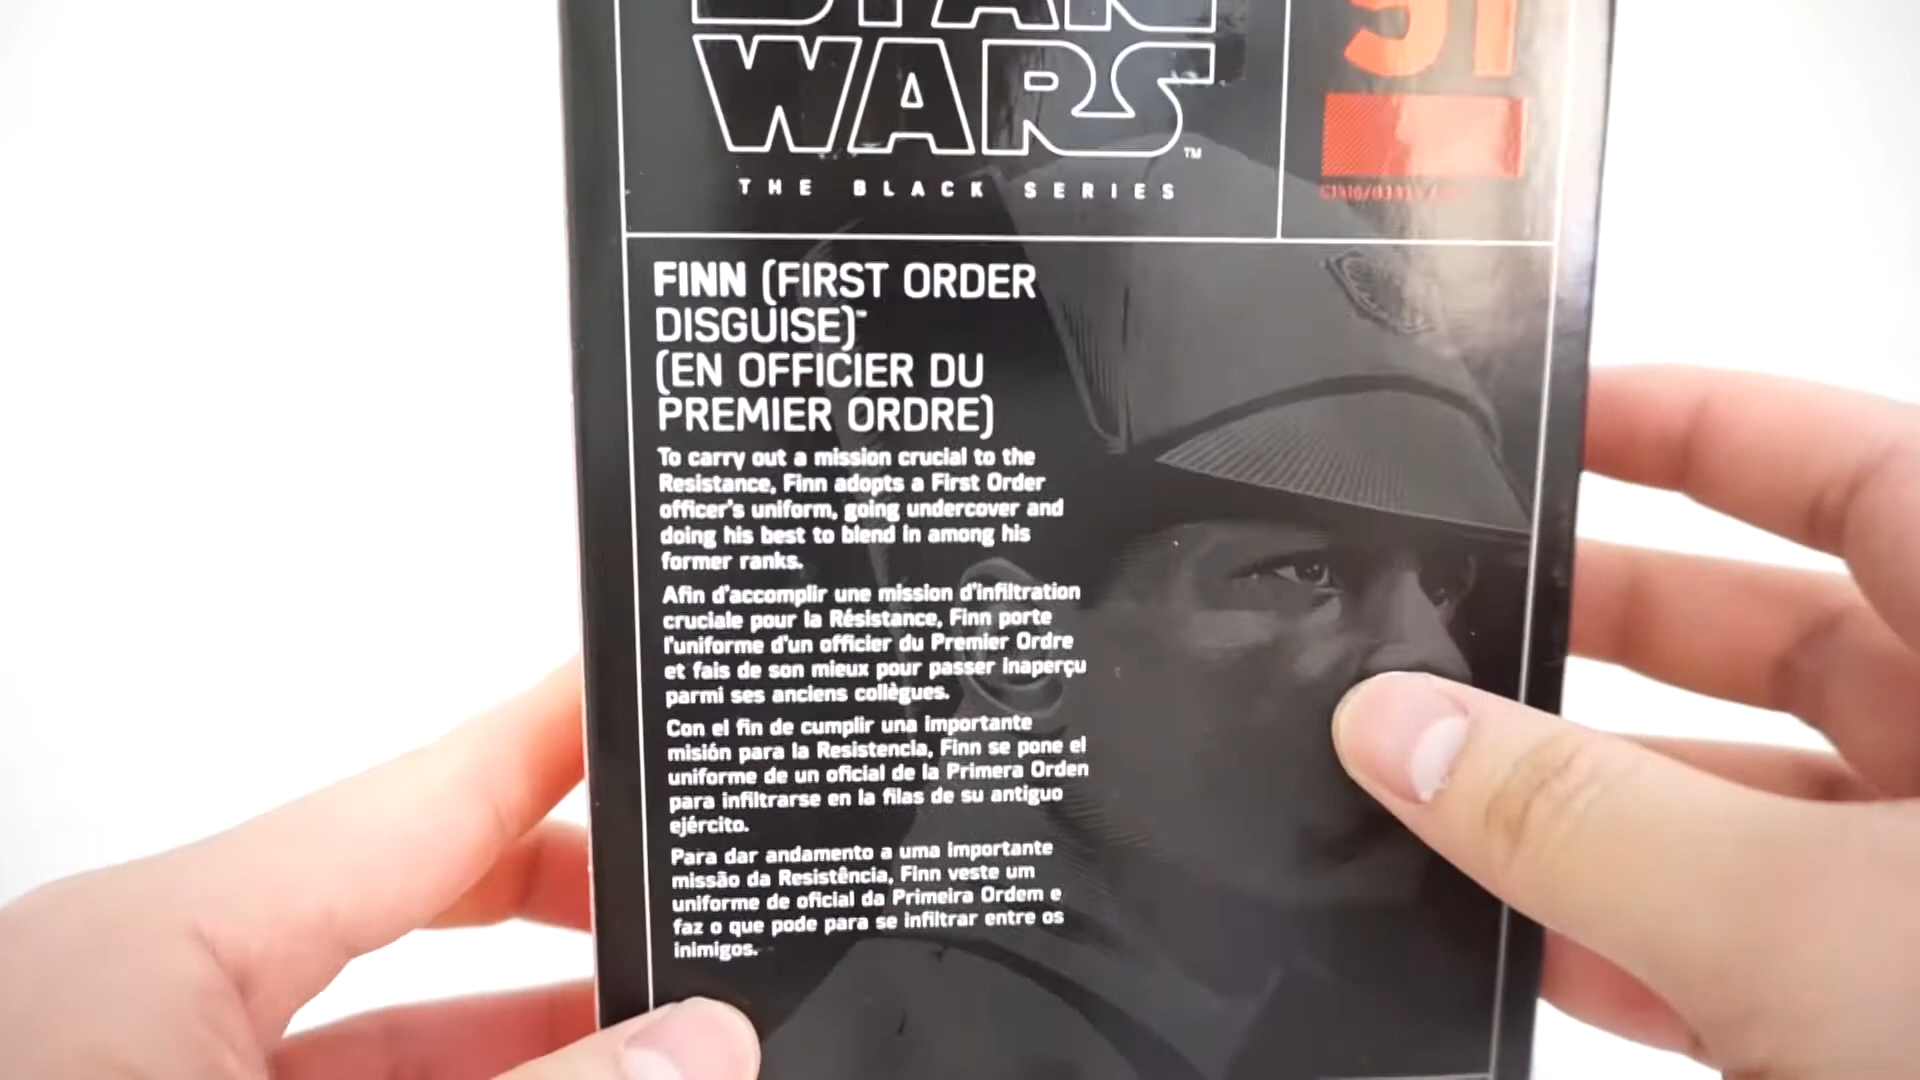 STAR
51
WARS™
THE BLACK SERIES
FINN (FIRST ORDER
DISGUISE)™
(EN OFFICIER DU
PREMIER ORDRE)
To carry out a mission crucial to the
Resistance, Finn adopts a First Order
officer's uniform, going undercover and
doing his best to blend in among his
former ranks.
Afin d'accomplir une mission d'infiltration
cruciale pour la Résistance, Finn porte
l'uniforme d'un officier du Premier Ordre
et fais de son mieux pour passer inaperçu
parmi ses anciens collègues.
Con el fin de cumplir una importante
misión para la Resistencia, Finn se pone el
uniforme de un oficial de la Primera Orden
para infiltrarse en la filas de su antiguo
ejército.
Para dar andamento a uma importante
missão da Resistência, Finn veste um
uniforme de oficial da Primeira Ordem e
faz o que pode para se infiltrar entre os
inimigos.